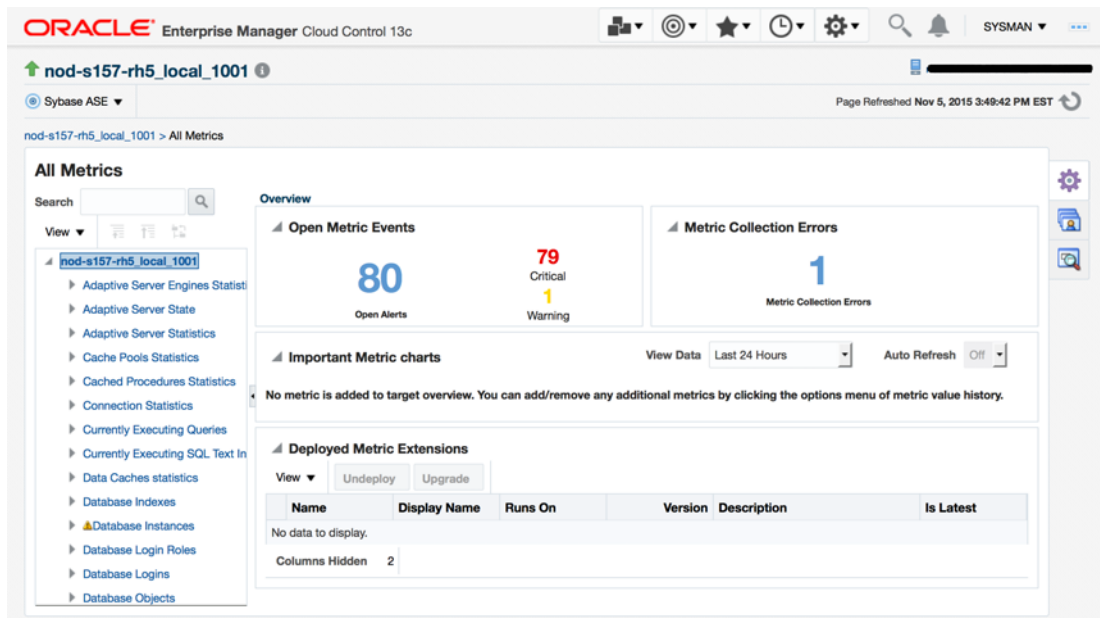 ORACLE Enterprise Manager Cloud Control 13c
SYSMAN
nod-s157-rh5_local_1001
Sybase ASE
Page Refreshed Nov 5, 2015 3:49:42 PM EST
nod-s157-rh5_local_1001 > All Metrics
All Metrics
Search
View
nod-s157-rh5_local_1001
Adaptive Server Engines Statisti
Adaptive Server State
Adaptive Server Statistics
Cache Pools Statistics
Cached Procedures Statistics
Connection Statistics
Currently Executing Queries
Currently Executing SQL Text In
Data Caches statistics
Database Indexes
Database Instances
Database Login Roles
Database Logins
Database Objects
Overview
Open Metric Events
80
Open Alerts
79
Critical
1
Warning
Metric Collection Errors
1
Metric Collection Errors
Important Metric charts
View Data Last 24 Hours
Auto Refresh Off
No metric is added to target overview. You can add/remove any additional metrics by clicking the options menu of metric value history.
Deployed Metric Extensions
View Undeploy Upgrade
Name Display Name Runs On Version Description Is Latest
No data to display.
Columns Hidden 2